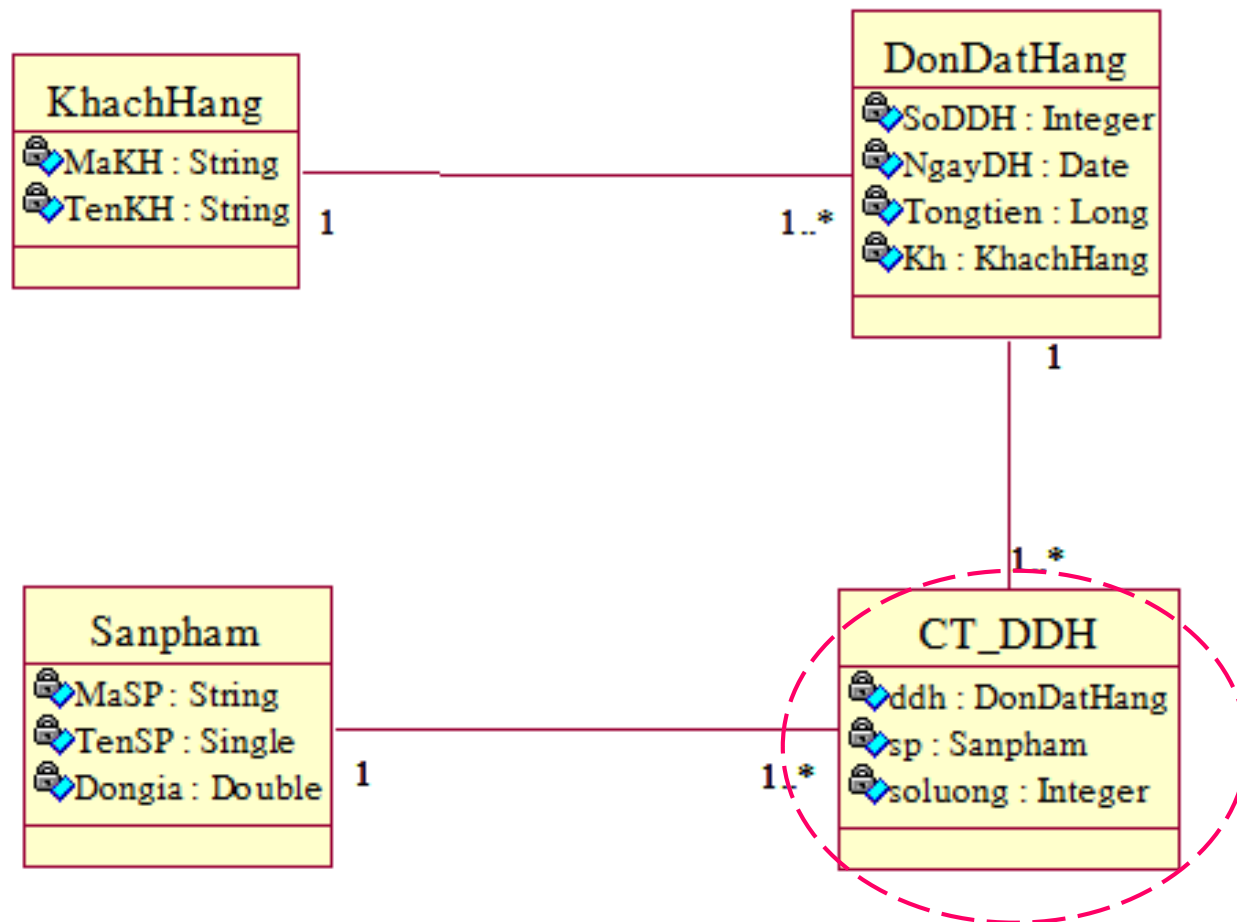 KhachHang
MaKH : String
TenKH : String
1
1..*
DonDatHang
SoDDH : Integer
NgayDH : Date
Tongtien : Long
Kh : KhachHang
1
1..*
Sanpham
MaSP : String
TenSP : Single
Dongia : Double
1
1..*
CT_DDH
ddh : DonDatHang
sp : Sanpham
soluong : Integer